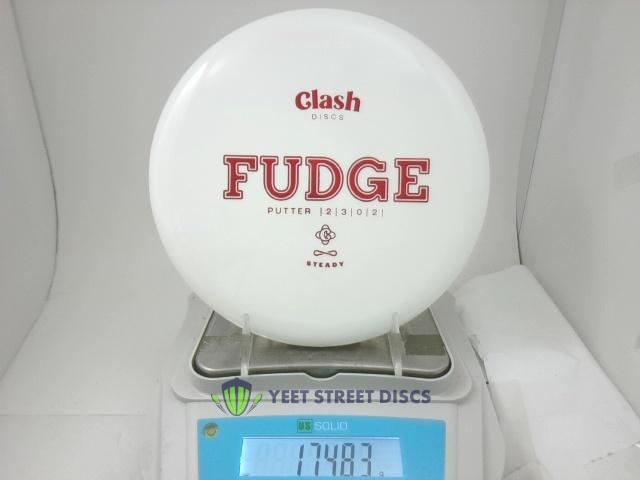 Clash
DISCS
FUDGE
PUTTER |2|3|0|2|
STEADY
YEET STREET DISCS
US SOLID
174.83 g